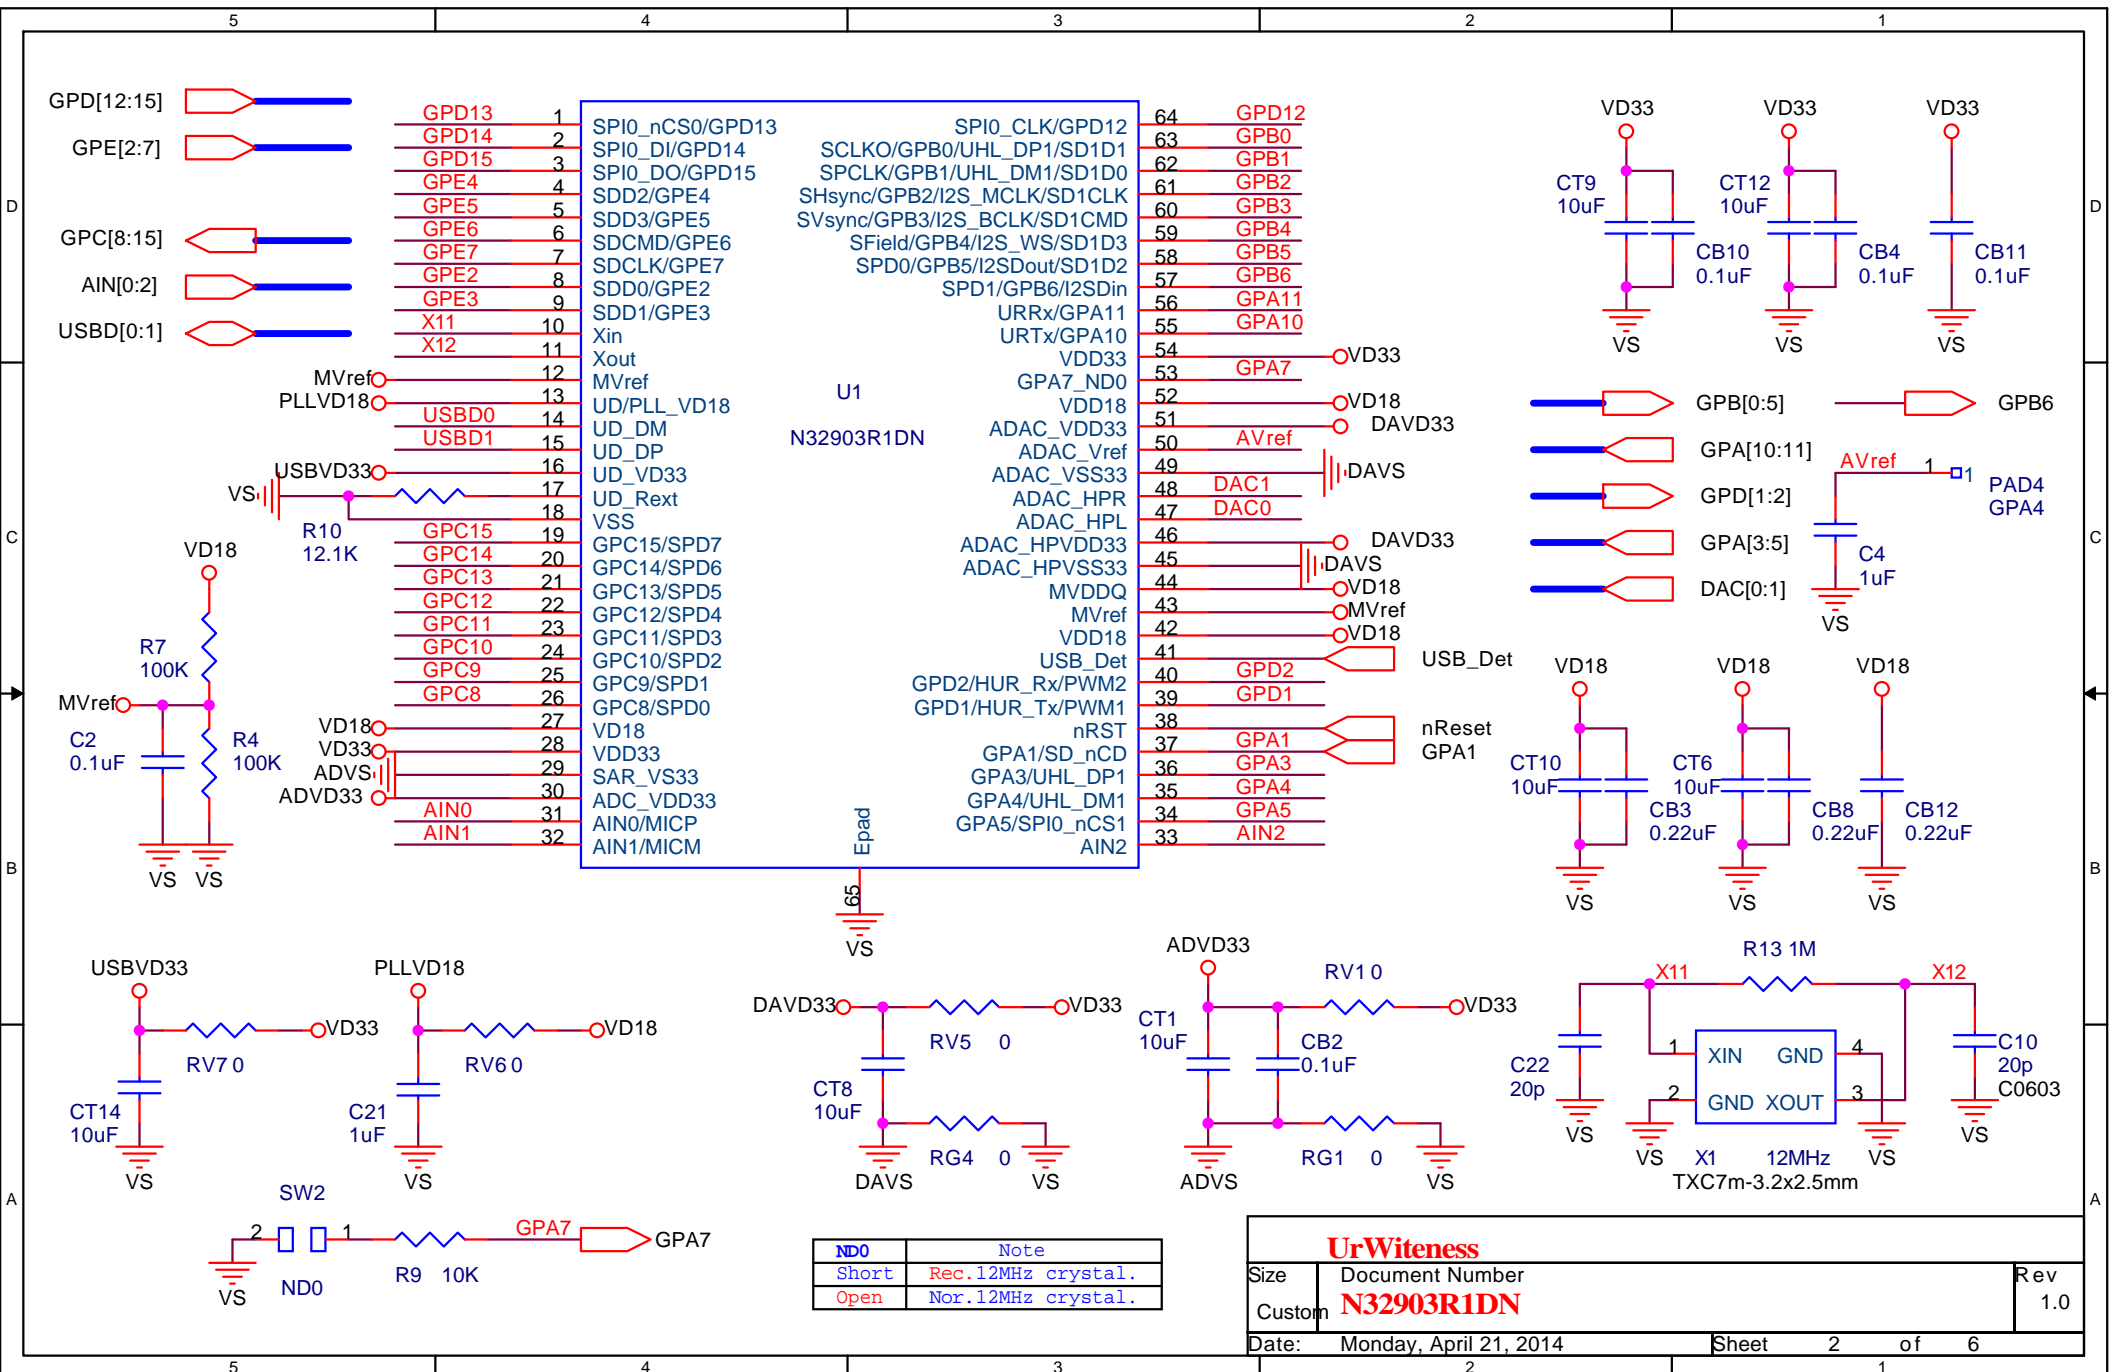 5 4 3 2 1
D
C
B
A
D
C
B
A
GPD[12:15]
GPE[2:7]
GPC[8:15]
AIN[0:2]
USBD[0:1]
GPD13 1 SPI0_nCS0/GPD13
GPD14 2 SPI0_DI/GPD14
GPD15 3 SPI0_DO/GPD15
GPE4 4 SDD2/GPE4
GPE5 5 SDD3/GPE5
GPE6 6 SDCMD/GPE6
GPE7 7 SDCLK/GPE7
GPE2 8 SDD0/GPE2
GPE3 9 SDD1/GPE3
X11 10 Xin
X12 11 Xout
MVref 12 MVref
PLLVD18 13 UD/PLL_VD18
USBD0 14 UD_DM
USBD1 15 UD_DP
USBVD33 16 UD_VD33
VS 17 UD_Rext
18 VSS
R10
12.1K
GPC15 19 GPC15/SPD7
GPC14 20 GPC14/SPD6
GPC13 21 GPC13/SPD5
GPC12 22 GPC12/SPD4
GPC11 23 GPC11/SPD3
GPC10 24 GPC10/SPD2
GPC9 25 GPC9/SPD1
GPC8 26 GPC8/SPD0
VD18 27 VD18
VD33 28 VDD33
ADVS 29 SAR_VS33
ADVD33 30 ADC_VDD33
AIN0 31 AIN0/MICP
AIN1 32 AIN1/MICM
U1
N32903R1DN
Epad
65
VS
SPI0_CLK/GPD12 64 GPD12
SCLKO/GPB0/UHL_DP1/SD1D1 63 GPB0
SPCLK/GPB1/UHL_DM1/SD1D0 62 GPB1
SHsync/GPB2/I2S_MCLK/SD1CLK 61 GPB2
SVsync/GPB3/I2S_BCLK/SD1CMD 60 GPB3
SField/GPB4/I2S_WS/SD1D3 59 GPB4
SPD0/GPB5/I2SDout/SD1D2 58 GPB5
SPD1/GPB6/I2SDin 57 GPB6
URRx/GPA11 56 GPA11
URTx/GPA10 55 GPA10
VDD33 54 VD33
GPA7_ND0 53 GPA7
VDD18 52 VD18
ADAC_VDD33 51 DAVD33
ADAC_Vref 50 AVref
ADAC_VSS33 49 DAVS
ADAC_HPR 48 DAC1
ADAC_HPL 47 DAC0
ADAC_HPVDD33 46 DAVD33
ADAC_HPVSS33 45 DAVS
MVDDQ 44 VD18
MVref 43 MVref
VDD18 42 VD18
USB_Det 41 USB_Det
GPD2/HUR_Rx/PWM2 40 GPD2
GPD1/HUR_Tx/PWM1 39 GPD1
nRST 38 nReset
GPA1/SD_nCD 37 GPA1 GPA1
GPA3/UHL_DP1 36 GPA3
GPA4/UHL_DM1 35 GPA4
GPA5/SPI0_nCS1 34 GPA5
AIN2 33 AIN2
VD33 VD33 VD33
CT9
10uF
CB10
0.1uF
CT12
10uF
CB4
0.1uF
CB11
0.1uF
VS VS VS
GPB[0:5]
GPA[10:11]
GPD[1:2]
GPA[3:5]
DAC[0:1]
GPB6
AVref 1 1
PAD4
GPA4
C4
1uF
VS
VD18 VD18 VD18
CT10
10uF
CB3
0.22uF
CT6
10uF
CB8
0.22uF
CB12
0.22uF
VS VS VS
VD18
R7
100K
MVref
C2
0.1uF
R4
100K
VS VS
USBVD33
VD33
RV7 0
CT14
10uF
VS
PLLVD18
VD18
RV6 0
C21
1uF
VS
DAVD33
VD33
RV5 0
CT8
10uF
RG4 0
DAVS VS
ADVD33
RV1 0
VD33
CT1
10uF
CB2
0.1uF
RG1 0
ADVS VS
R13 1M
X11 X12
C22
20p
VS
1 XIN GND 4
2 GND XOUT 3
C10
20p
C0603
VS
VS X1 12MHz VS
TXC7m-3.2x2.5mm
SW2
2 1
GPA7
GPA7
R9 10K
ND0
VS
ND0 Note
Short Rec.12MHz crystal.
Open Nor.12MHz crystal.
UrWiteness
Size Document Number Rev
Custom N32903R1DN 1.0
Date: Monday, April 21, 2014 Sheet 2 of 6
5 4 3 2 1